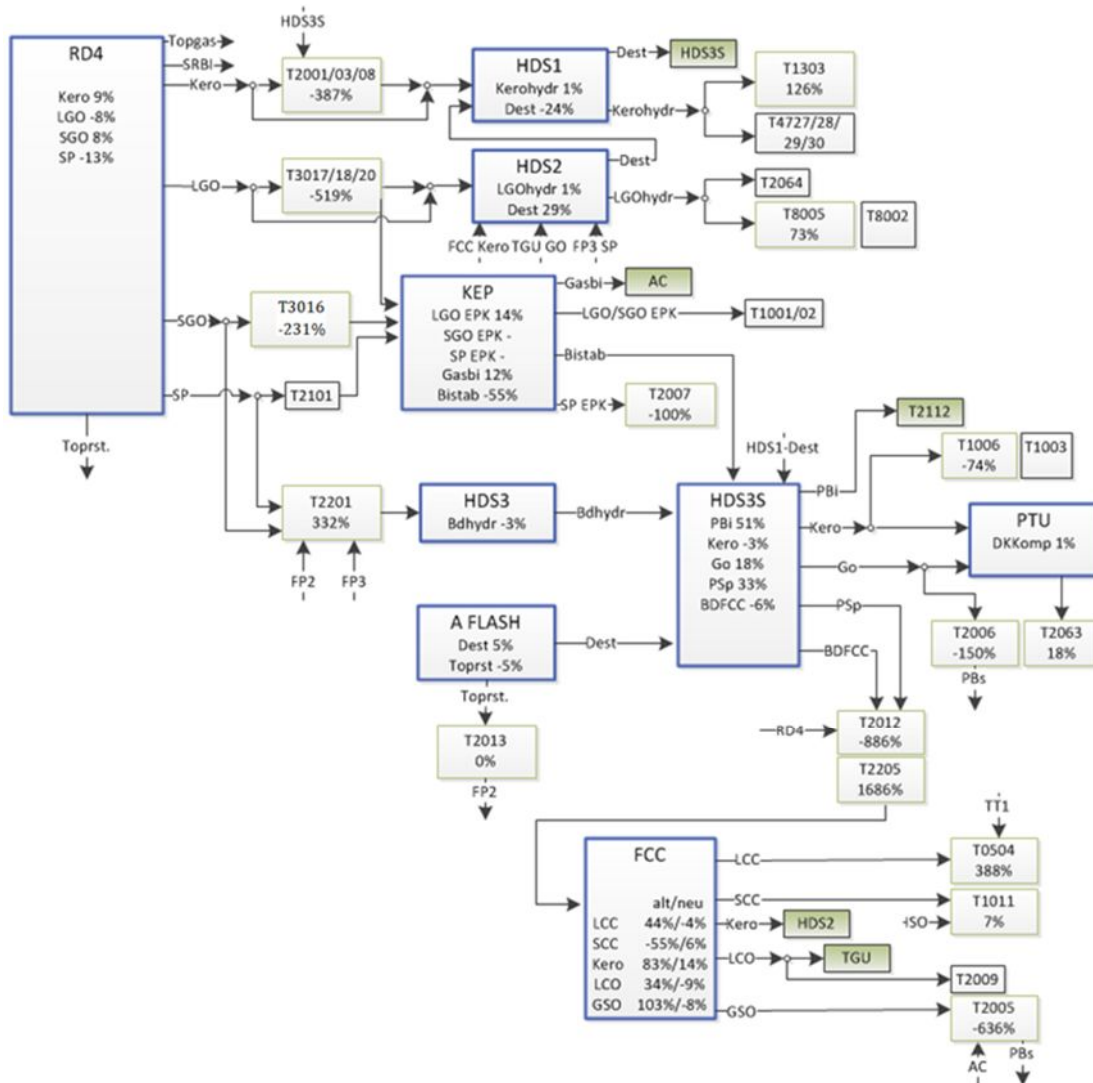 HDS3S
RD4
Kero 9%
LGO -8%
SGO 8%
SP -13%
Topgas
SRBI
Kero
T2001/03/08
-387%
HDS1
Kerohydr 1%
Dest -24%
Dest
HDS3S
Kerohydr
T1303
126%
T4727/28/
29/30
LGO
T3017/18/20
-519%
HDS2
LGOhydr 1%
Dest 29%
Dest
LGOhydr
T2064
T8005
73%
T8002
FCC Kero
TGU GO
FP3 SP
SGO
T3016
-231%
KEP
LGO EPK 14%
SGO EPK -
SP EPK -
Gasbi 12%
Bistab -55%
Gasbi
AC
LGO/SGO EPK
T1001/02
Bistab
SP EPK
T2007
-100%
SP
T2101
Toprst.
T2201
332%
FP2
FP3
HDS3
Bdhydr -3%
Bdhydr
HDS1-Dest
HDS3S
PBi 51%
Kero -3%
Go 18%
PSp 33%
BDFCC -6%
PBi
T2112
Kero
T1006
-74%
T1003
PTU
DKKomp 1%
Go
PSp
BDFCC
T2006
-150%
PBs
T2063
18%
A FLASH
Dest 5%
Toprst -5%
Dest
Toprst.
T2013
0%
FP2
RD4
T2012
-886%
T2205
1686%
TT1
FCC
alt/neu
LCC 44%/-4%
SCC -55%/6%
Kero 83%/14%
LCO 34%/-9%
GSO 103%/-8%
LCC
T0504
388%
SCC
T1011
7%
Kero
HDS2
HSO
LCO
TGU
T2009
GSO
T2005
-636%
AC
PBs